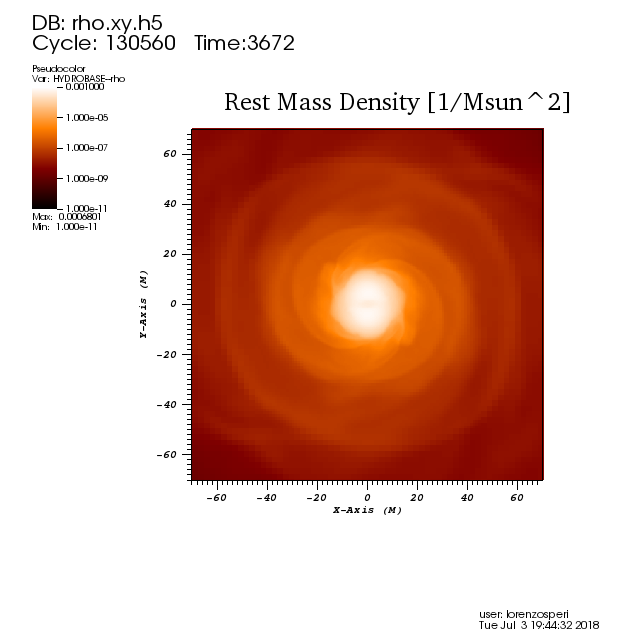 DB: rho.xy.h5
Cycle: 130560 Time:3672
Pseudocolor
Var: HYDROBASE--rho
0.001000
1.000e-05
1.000e-07
1.000e-09
1.000e-11
Max: 0.0006801
Min: 1.000e-11
Rest Mass Density [1/Msun^2]
60
40
20
0
-20
-40
-60
Y-Axis (M)
-60 -40 -20 0 20 40 60
X-Axis (M)
user: lorenzosperi
Tue Jul 3 19:44:32 2018